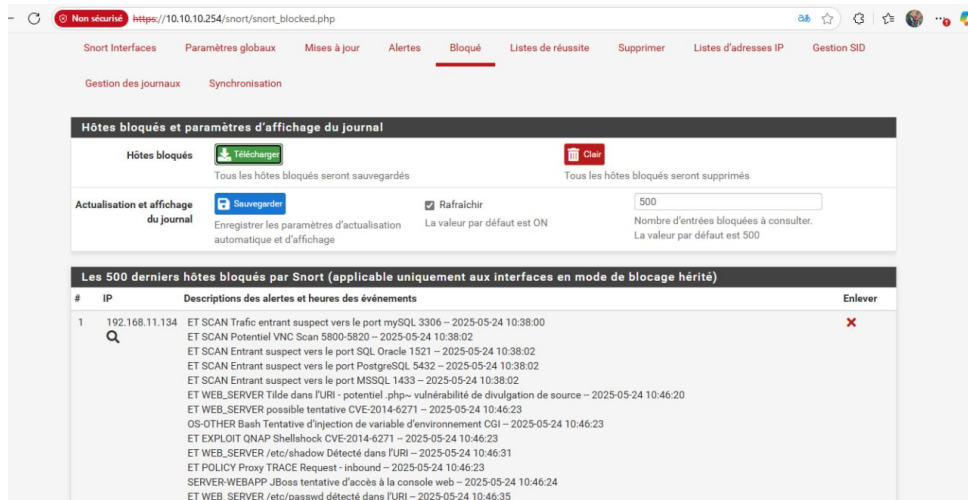 Non sécurisé https://10.10.10.254/snort/snort_blocked.php
Snort Interfaces Paramètres globaux Mises à jour Alertes Bloqué Listes de réussite Supprimer Listes d'adresses IP Gestion SID
Gestion des journaux Synchronisation
Hôtes bloqués et paramètres d'affichage du journal
Hôtes bloqués Télécharger Clair
Tous les hôtes bloqués seront sauvegardés Tous les hôtes bloqués seront supprimés
Actualisation et affichage du journal Sauvegarder Rafraîchir 500
Enregistrer les paramètres d'actualisation automatique et d'affichage La valeur par défaut est ON Nombre d'entrées bloquées à consulter.
La valeur par défaut est 500
Les 500 derniers hôtes bloqués par Snort (applicable uniquement aux interfaces en mode de blocage hérité)
# IP Descriptions des alertes et heures des événements Enlever
1 192.168.11.134 ET SCAN Trafic entrant suspect vers le port mySQL 3306 – 2025-05-24 10:38:00
ET SCAN Potentiel VNC Scan 5800-5820 – 2025-05-24 10:38:02
ET SCAN Entrant suspect vers le port SQL Oracle 1521 – 2025-05-24 10:38:02
ET SCAN Entrant suspect vers le port PostgreSQL 5432 – 2025-05-24 10:38:02
ET SCAN Entrant suspect vers le port MSSQL 1433 – 2025-05-24 10:38:02
ET WEB_SERVER Tilde dans l'URI - potentiel .php~ vulnérabilité de divulgation de source – 2025-05-24 10:46:20
ET WEB_SERVER possible tentative CVE-2014-6271 – 2025-05-24 10:46:23
OS-OTHER Bash Tentative d'injection de variable d'environnement CGI – 2025-05-24 10:46:23
ET EXPLOIT QNAP Shellshock CVE-2014-6271 – 2025-05-24 10:46:23
ET WEB_SERVER /etc/shadow Détecté dans l'URI – 2025-05-24 10:46:31
ET POLICY Proxy TRACE Request - inbound – 2025-05-24 10:46:23
SERVER-WEBAPP JBoss tentative d'accès à la console web – 2025-05-24 10:46:24
ET WEB_SERVER /etc/passwd détecté dans l'URI – 2025-05-24 10:46:35